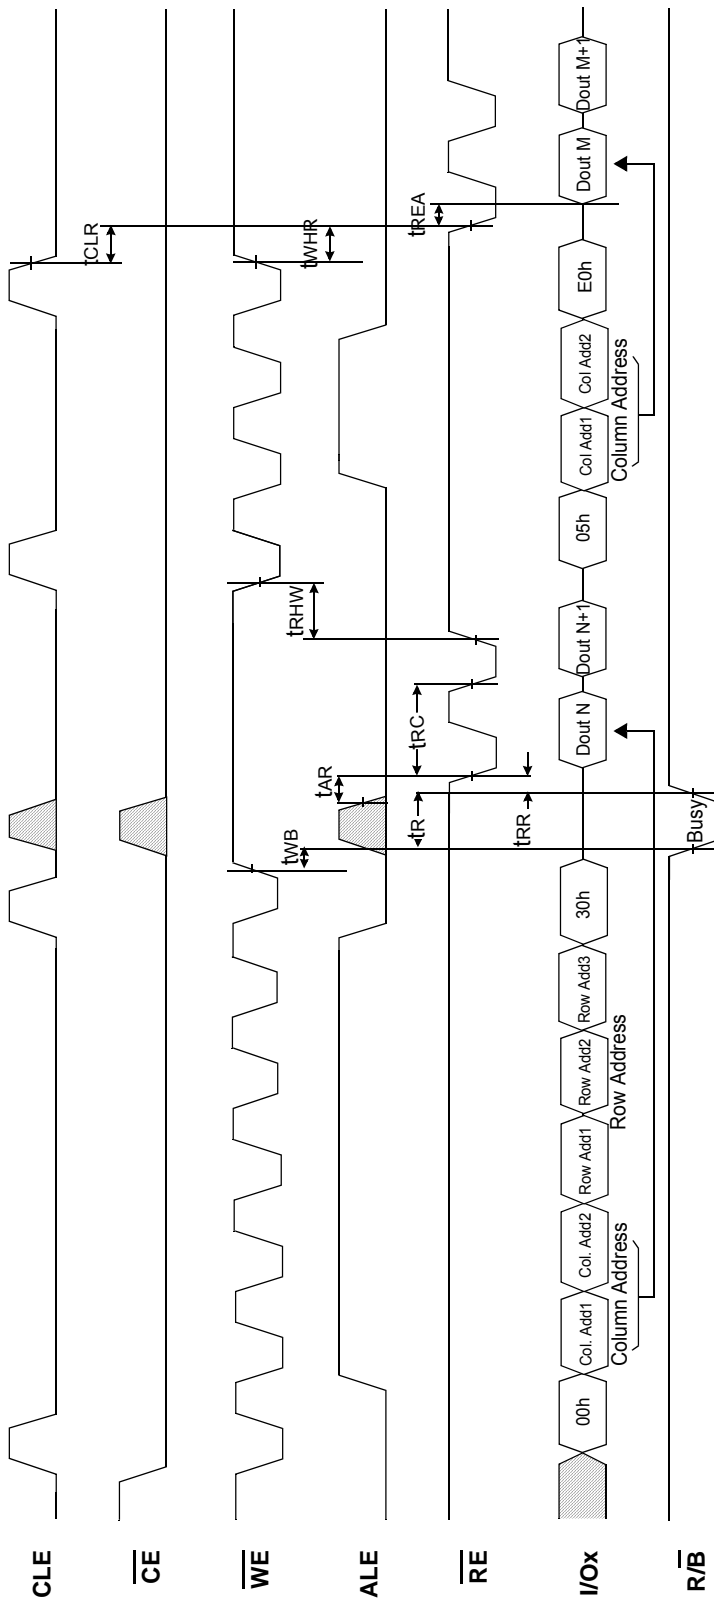 CLE
CE
WE
ALE
RE
I/Ox
R/B
tCLR
tWHR
tWB
tRHW
tAR
tREA
tRC
tR
tRR
00h
Col. Add1
Col. Add2
Row Add1
Row Add2
Row Add3
30h
Dout N
Dout N+1
05h
Col Add1
Col Add2
E0h
Dout M
Dout M+1
Column Address
Row Address
Column Address
Busy